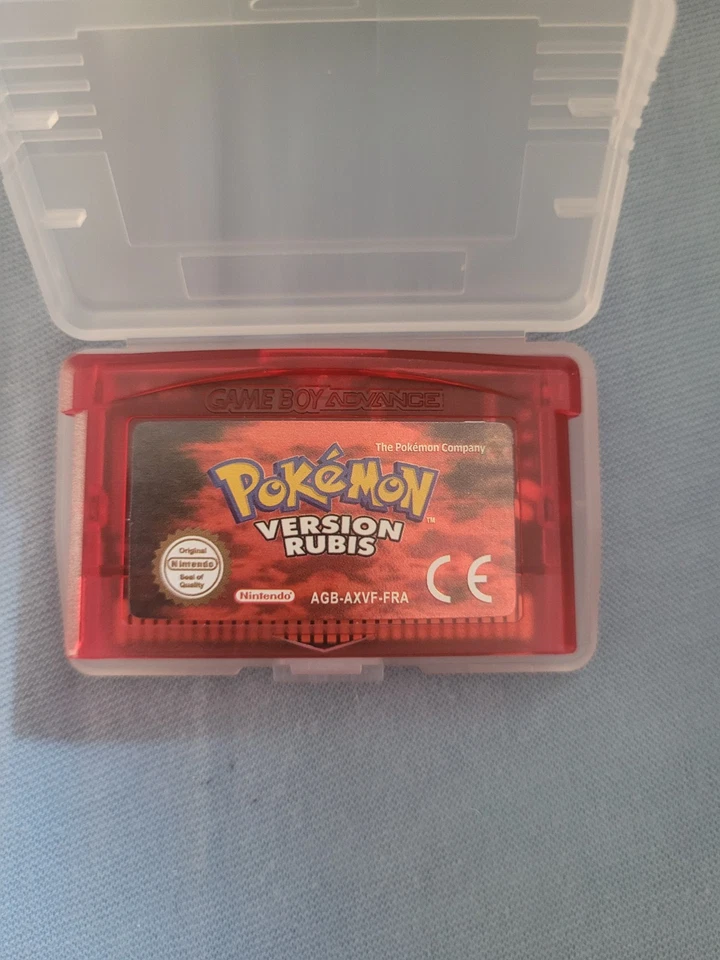 GAME BOY ADVANCE
The Pokémon Company
POKéMON
TM
VERSION
RUBIS
Original
Nintendo
Seal of
Quality
Nintendo
AGB-AXVF-FRA
CE